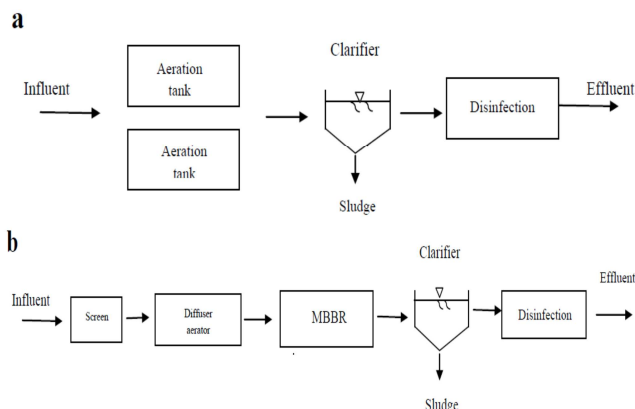 a
Clarifier
Influent
Aeration
tank
Aeration
tank
Disinfection
Effluent
Sludge
b
Clarifier
Effluent
Influent
Screen
Diffuser
aerator
MBBR
Disinfection
Sludge